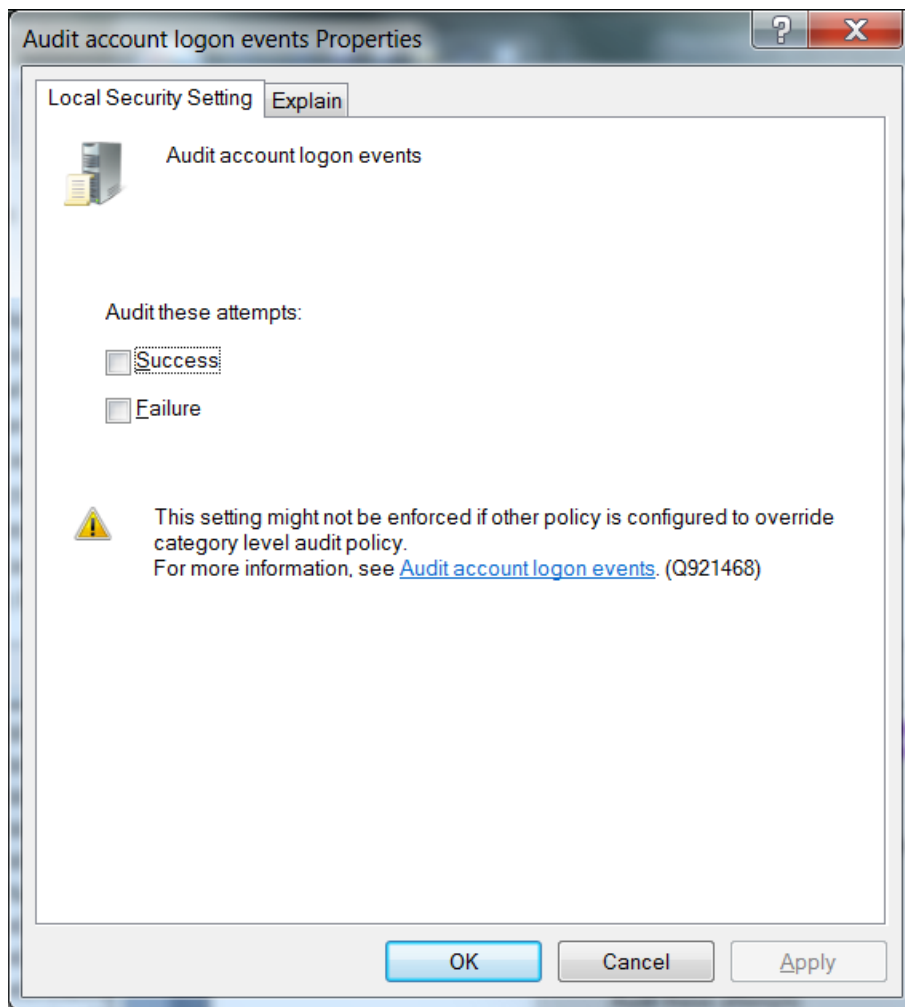 Audit account logon events Properties
Local Security Setting
Explain
Audit account logon events
Audit these attempts:
Success
Failure
This setting might not be enforced if other policy is configured to override
category level audit policy.
For more information, see Audit account logon events. (Q921468)
OK
Cancel
Apply